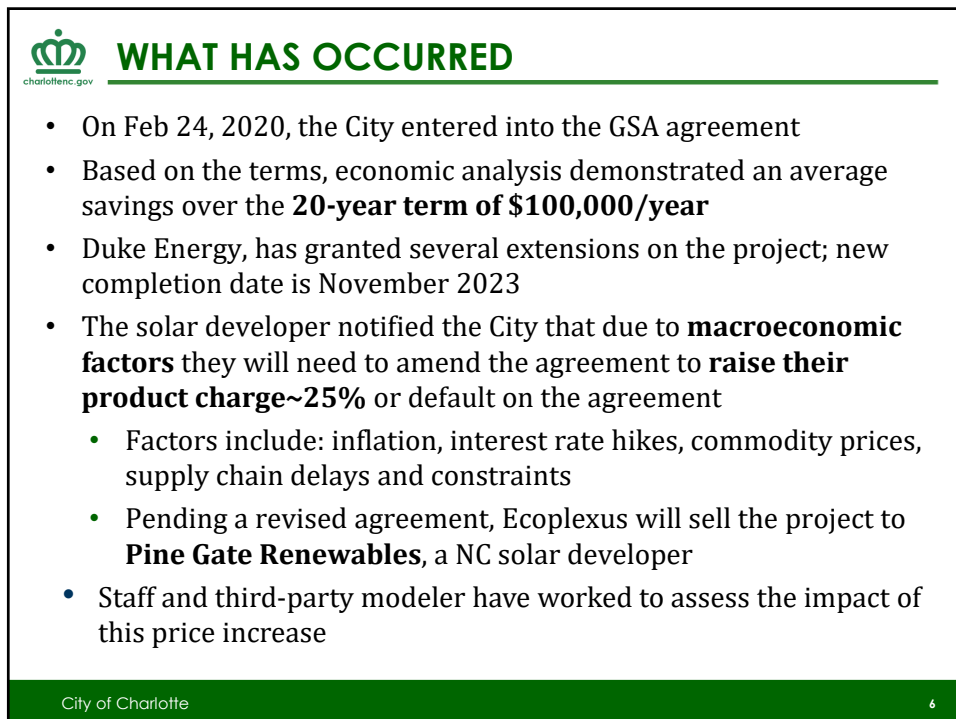 WHAT HAS OCCURRED
charlottenc.gov
• On Feb 24, 2020, the City entered into the GSA agreement
• Based on the terms, economic analysis demonstrated an average
savings over the 20-year term of $100,000/year
• Duke Energy, has granted several extensions on the project; new
completion date is November 2023
• The solar developer notified the City that due to macroeconomic
factors they will need to amend the agreement to raise their
product charge~25% or default on the agreement
• Factors include: inflation, interest rate hikes, commodity prices,
supply chain delays and constraints
• Pending a revised agreement, Ecoplexus will sell the project to
Pine Gate Renewables, a NC solar developer
• Staff and third-party modeler have worked to assess the impact of
this price increase
City of Charlotte
6